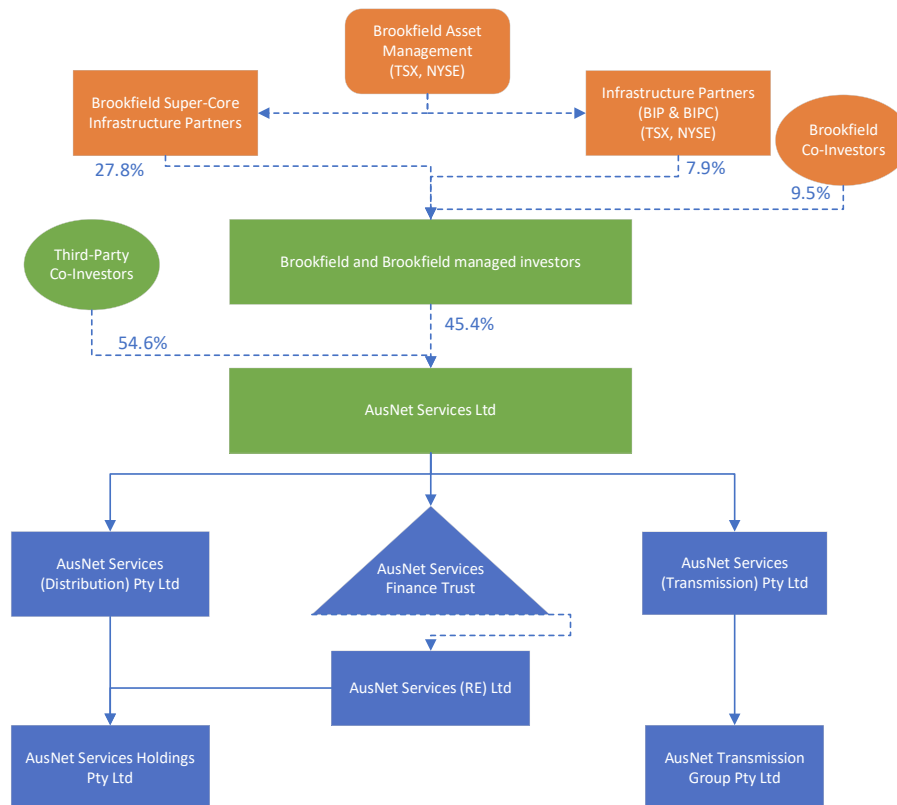 Brookfield Asset
Management
(TSX, NYSE)
Brookfield Super-Core
Infrastructure Partners
Infrastructure Partners
(BIP & BIPC)
(TSX, NYSE)
Brookfield
Co-Investors
27.8%
7.9%
9.5%
Third-Party
Co-Investors
Brookfield and Brookfield managed investors
45.4%
54.6%
AusNet Services Ltd
AusNet Services
(Distribution) Pty Ltd
AusNet Services
Finance Trust
AusNet Services
(Transmission) Pty Ltd
AusNet Services (RE) Ltd
AusNet Services Holdings
Pty Ltd
AusNet Transmission
Group Pty Ltd